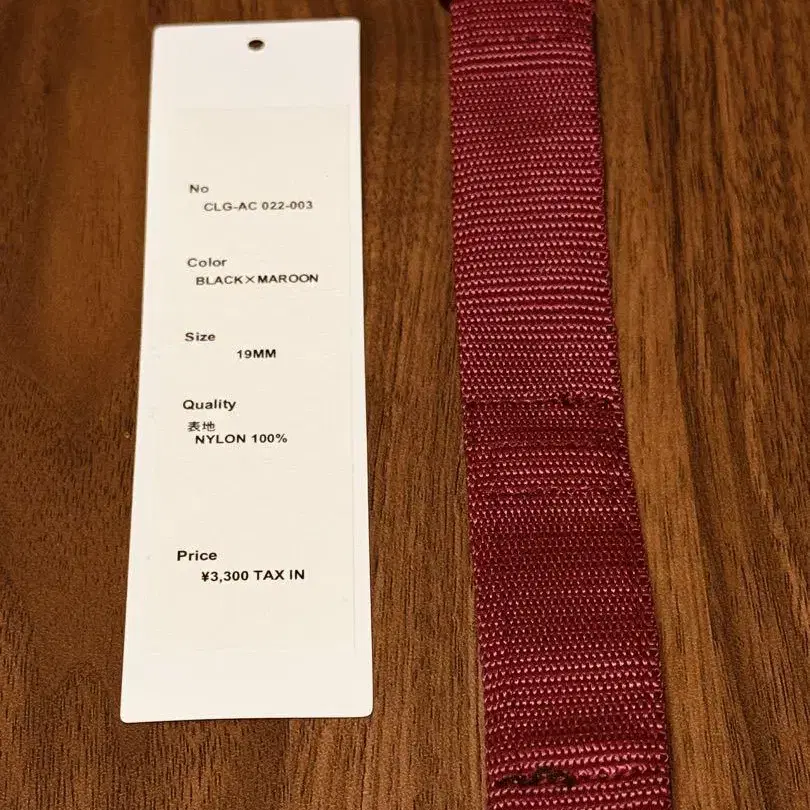 No
CLG-AC 022-003
Color
BLACK×MAROON
Size
19MM
Quality
表地
NYLON 100%
Price
¥3,300 TAX IN